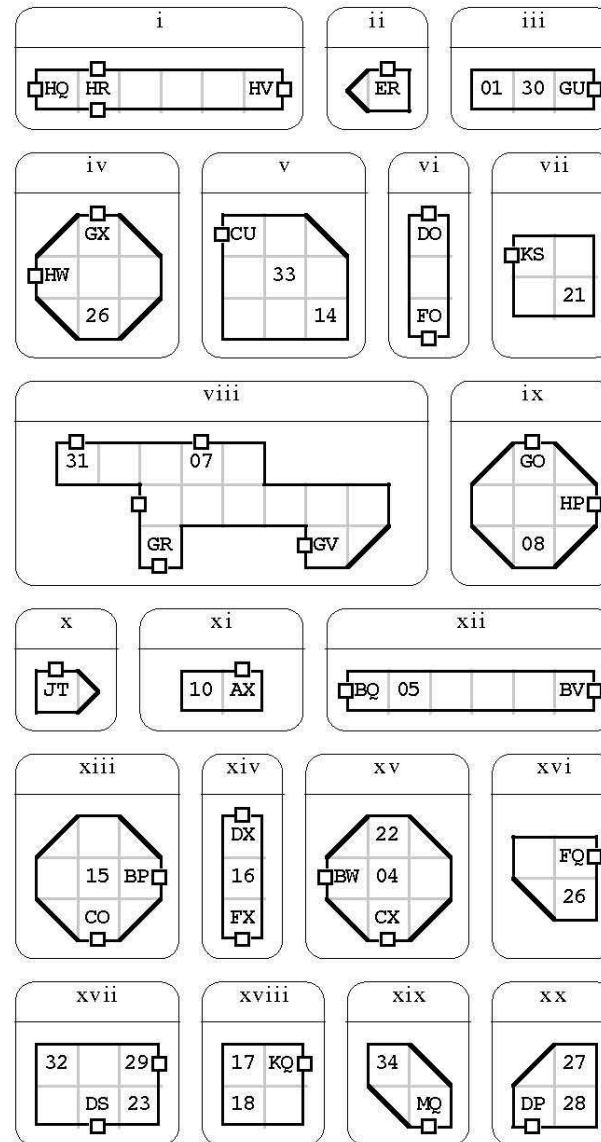 i ii iii
HQ HR HV ER 01 30 GU
iv v vi vii
GX CU DO KS
HW 33
26 14 FO 21
viii ix
31 07 GO
HP
GR GV 08
x xi xii
JT 10 AX BQ 05 BV
xiii xiv xv xvi
DX 22 FQ
15 BP 16 BW 04 26
CO FX CX
xvii xviii xix xx
32 29 17 KQ 34 27
DS 23 18 MQ DP 28